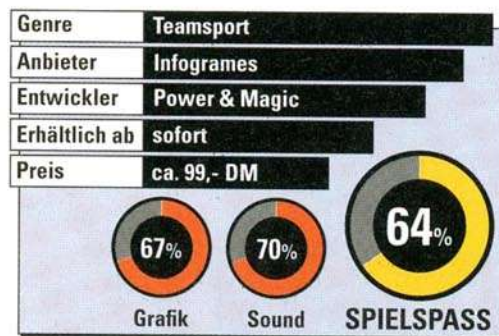 Genre Teamsport
Anbieter Infogrames
Entwickler Power & Magic
Erhältlich ab sofort
Preis ca. 99,- DM
67% 70% 64%
Grafik Sound SPIELSPASS